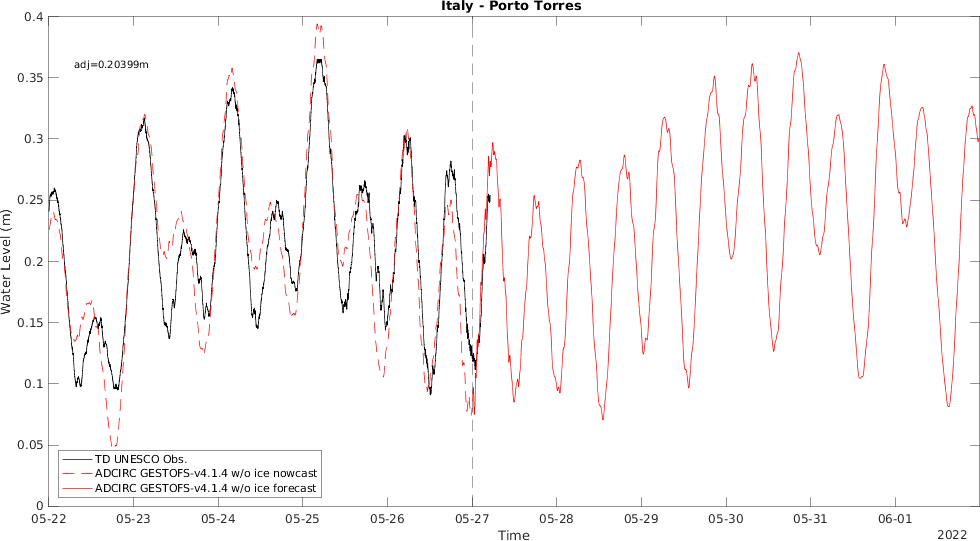 Italy - Porto Torres
adj=0.20399m
Water Level (m)
0.4
0.35
0.3
0.25
0.2
0.15
0.1
0.05
0
TD UNESCO Obs.
ADCIRC GESTOFS-v4.1.4 w/o ice nowcast
ADCIRC GESTOFS-v4.1.4 w/o ice forecast
05-22 05-23 05-24 05-25 05-26 05-27 05-28 05-29 05-30 05-31 06-01
Time
2022